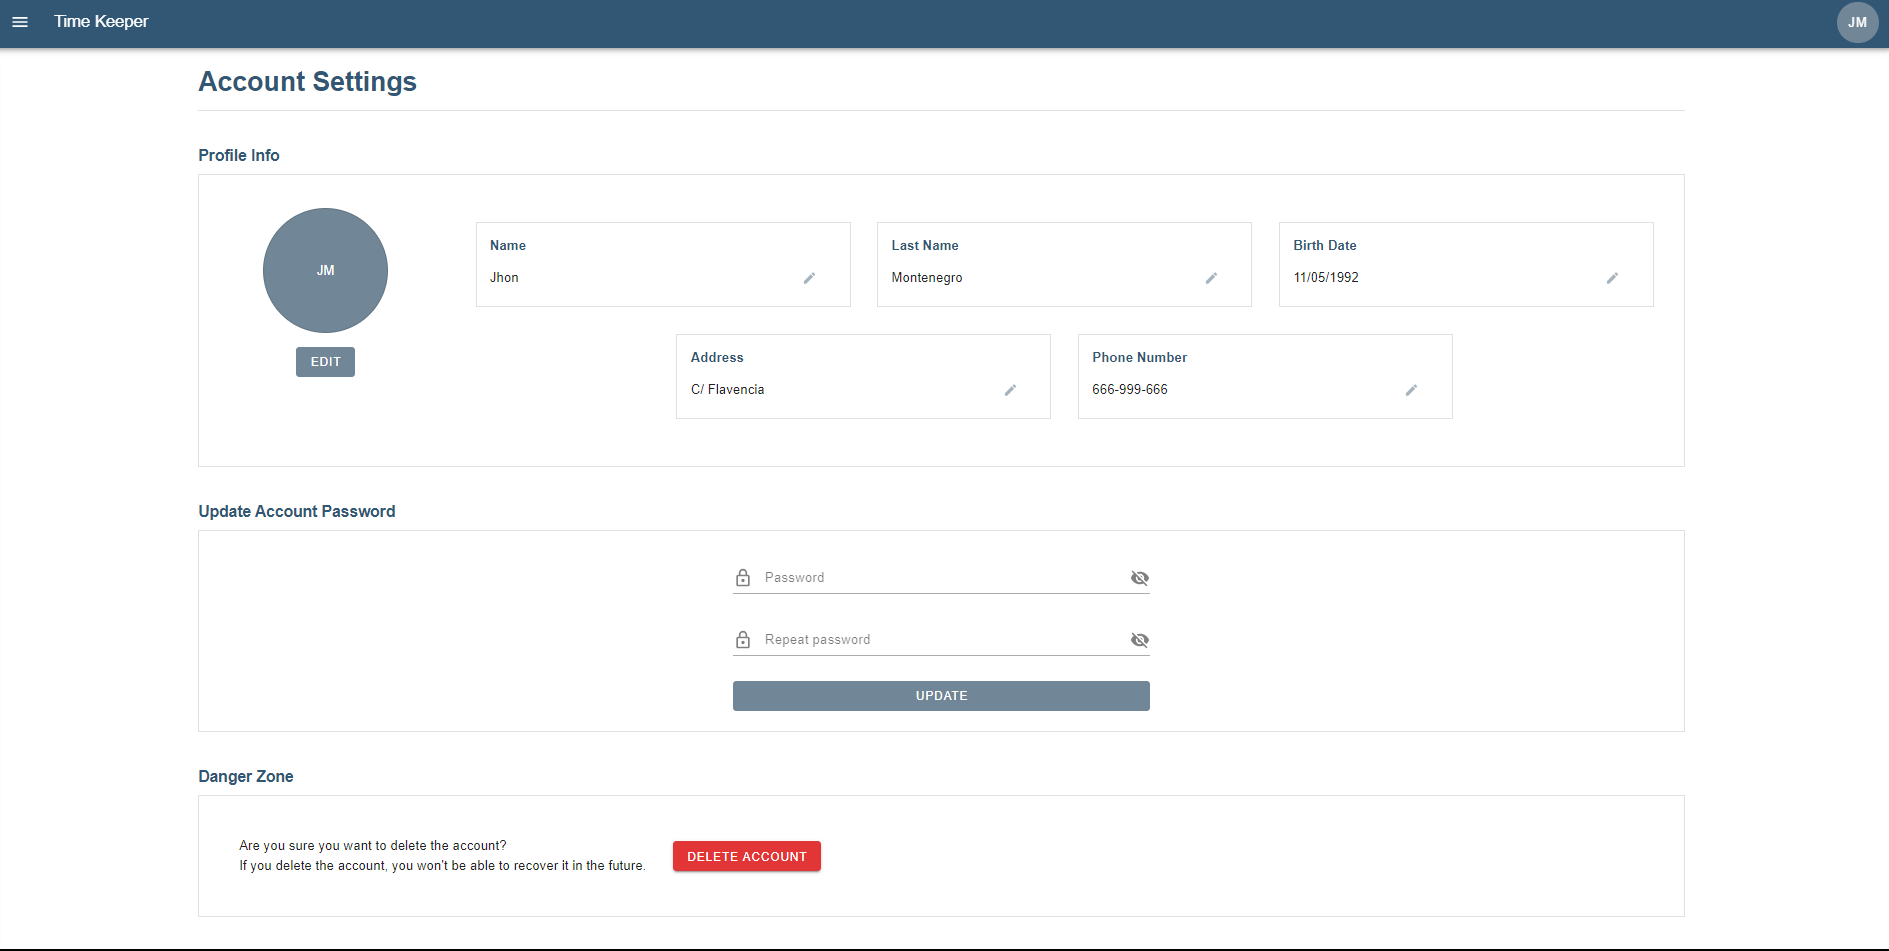 Time Keeper
JM
Account Settings
Profile Info
JM
EDIT
Name
Jhon
Last Name
Montenegro
Birth Date
11/05/1992
Address
C/ Flavencia
Phone Number
666-999-666
Update Account Password
Password
Repeat password
UPDATE
Danger Zone
Are you sure you want to delete the account?
If you delete the account, you won't be able to recover it in the future.
DELETE ACCOUNT